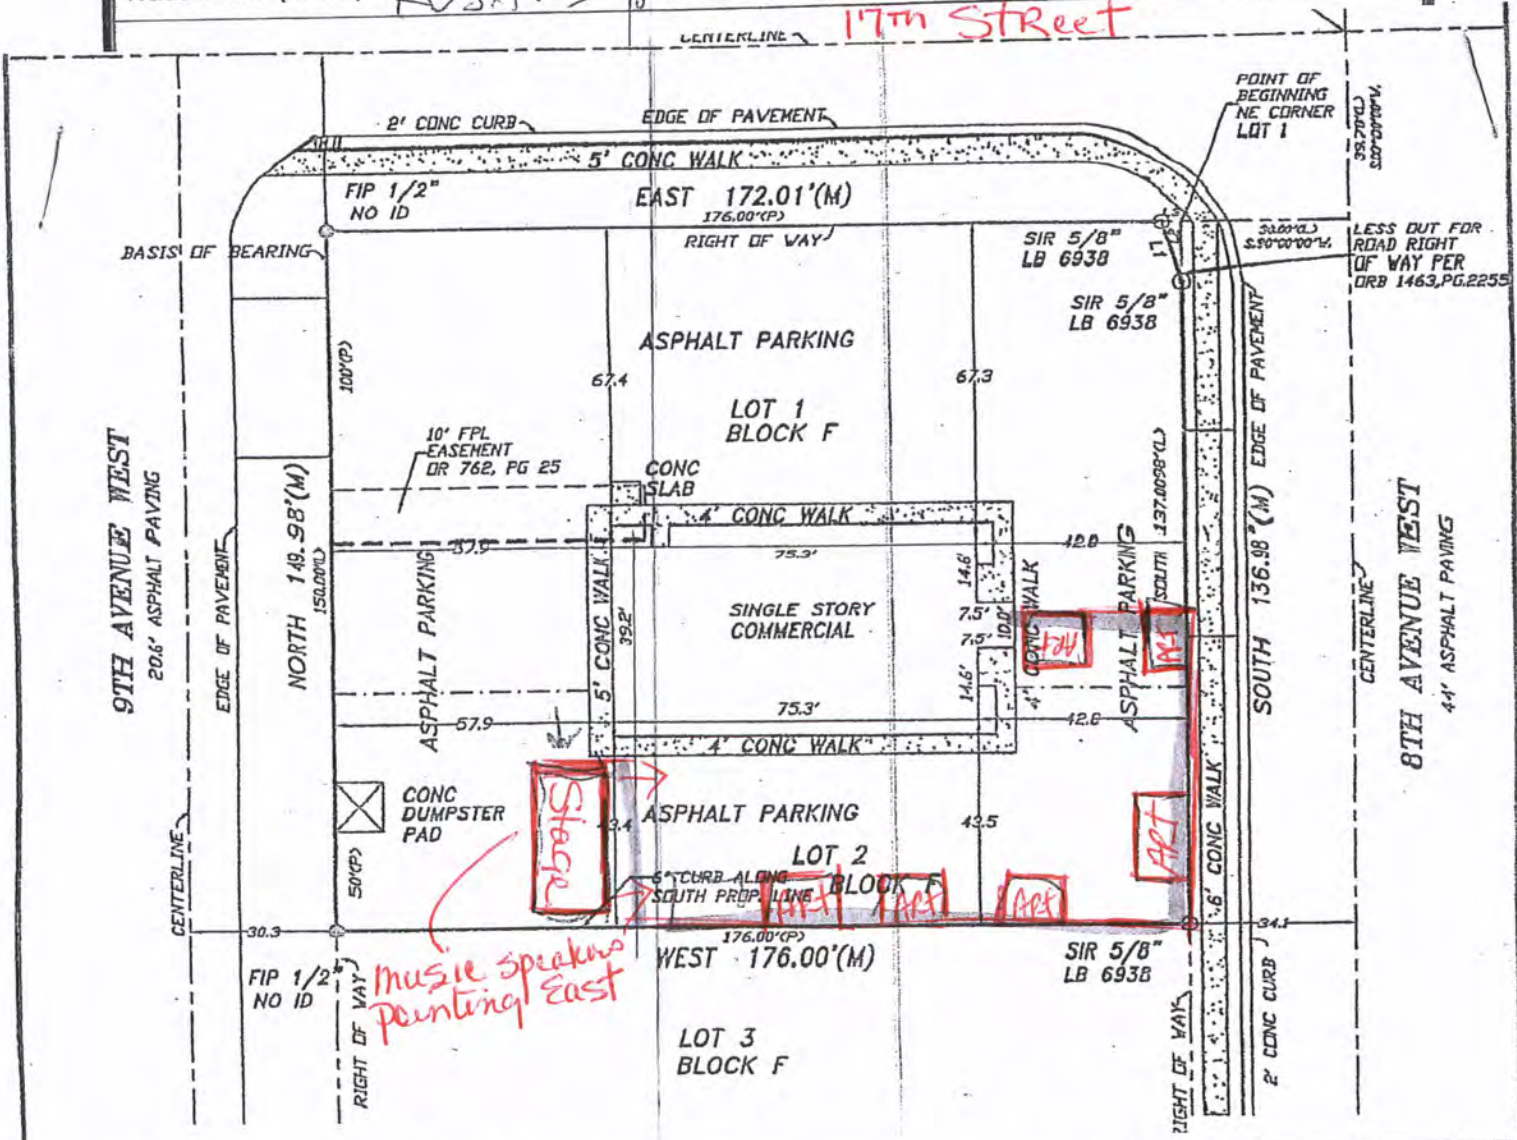 17th Street
CENTERLINE
POINT OF
BEGINNING
NE CORNER
LOT 1
39.70'(L)
S.00°00'00"W.
2' CONC CURB
EDGE OF PAVEMENT
5' CONC WALK
FIP 1/2"
NO ID
EAST 172.01'(M)
176.00'(P)
RIGHT OF WAY
BASIS OF BEARING
SIR 5/8"
LB 6938
L1
LESS OUT FOR
ROAD RIGHT
OF WAY PER
ORB 1463,PG.2255
SIR 5/8"
LB 6938
ASPHALT PARKING
100'(P)
67.4
67.3
LOT 1
BLOCK F
10' FPL
EASEMENT
OR 762, PG 25
CONC
SLAB
9TH AVENUE WEST
20.6' ASPHALT PAVING
EDGE OF PAVEMENT
NORTH 149.98'(M)
150.00'(L)
ASPHALT PARKING
4' CONC WALK
57.9
75.3'
42.8
5' CONC WALK
39.2'
SINGLE STORY
COMMERCIAL
14.6'
7.5'
7.5'
10.0'
14.6'
4' CONC WALK
Art
ASPHALT PARKING
Art
SOUTH 137.0098'(L)
SOUTH 136.98'(M)
EDGE OF PAVEMENT
CENTERLINE
8TH AVENUE WEST
44' ASPHALT PAVING
57.9
75.3'
42.8
4' CONC WALK
CONC
DUMPSTER
PAD
Stage
43.4
ASPHALT PARKING
43.5
Art
6' CONC WALK
LOT 2
BLOCK F
6" CURB ALONG
SOUTH PROP. LINE
Art
Art
Art
CENTERLINE
50'(P)
30.3
34.1
176.00'(P)
WEST 176.00'(M)
FIP 1/2"
NO ID
RIGHT OF WAY
music speakers
pointing East
SIR 5/8"
LB 6938
LOT 3
BLOCK F
RIGHT OF WAY
2' CONC CURB